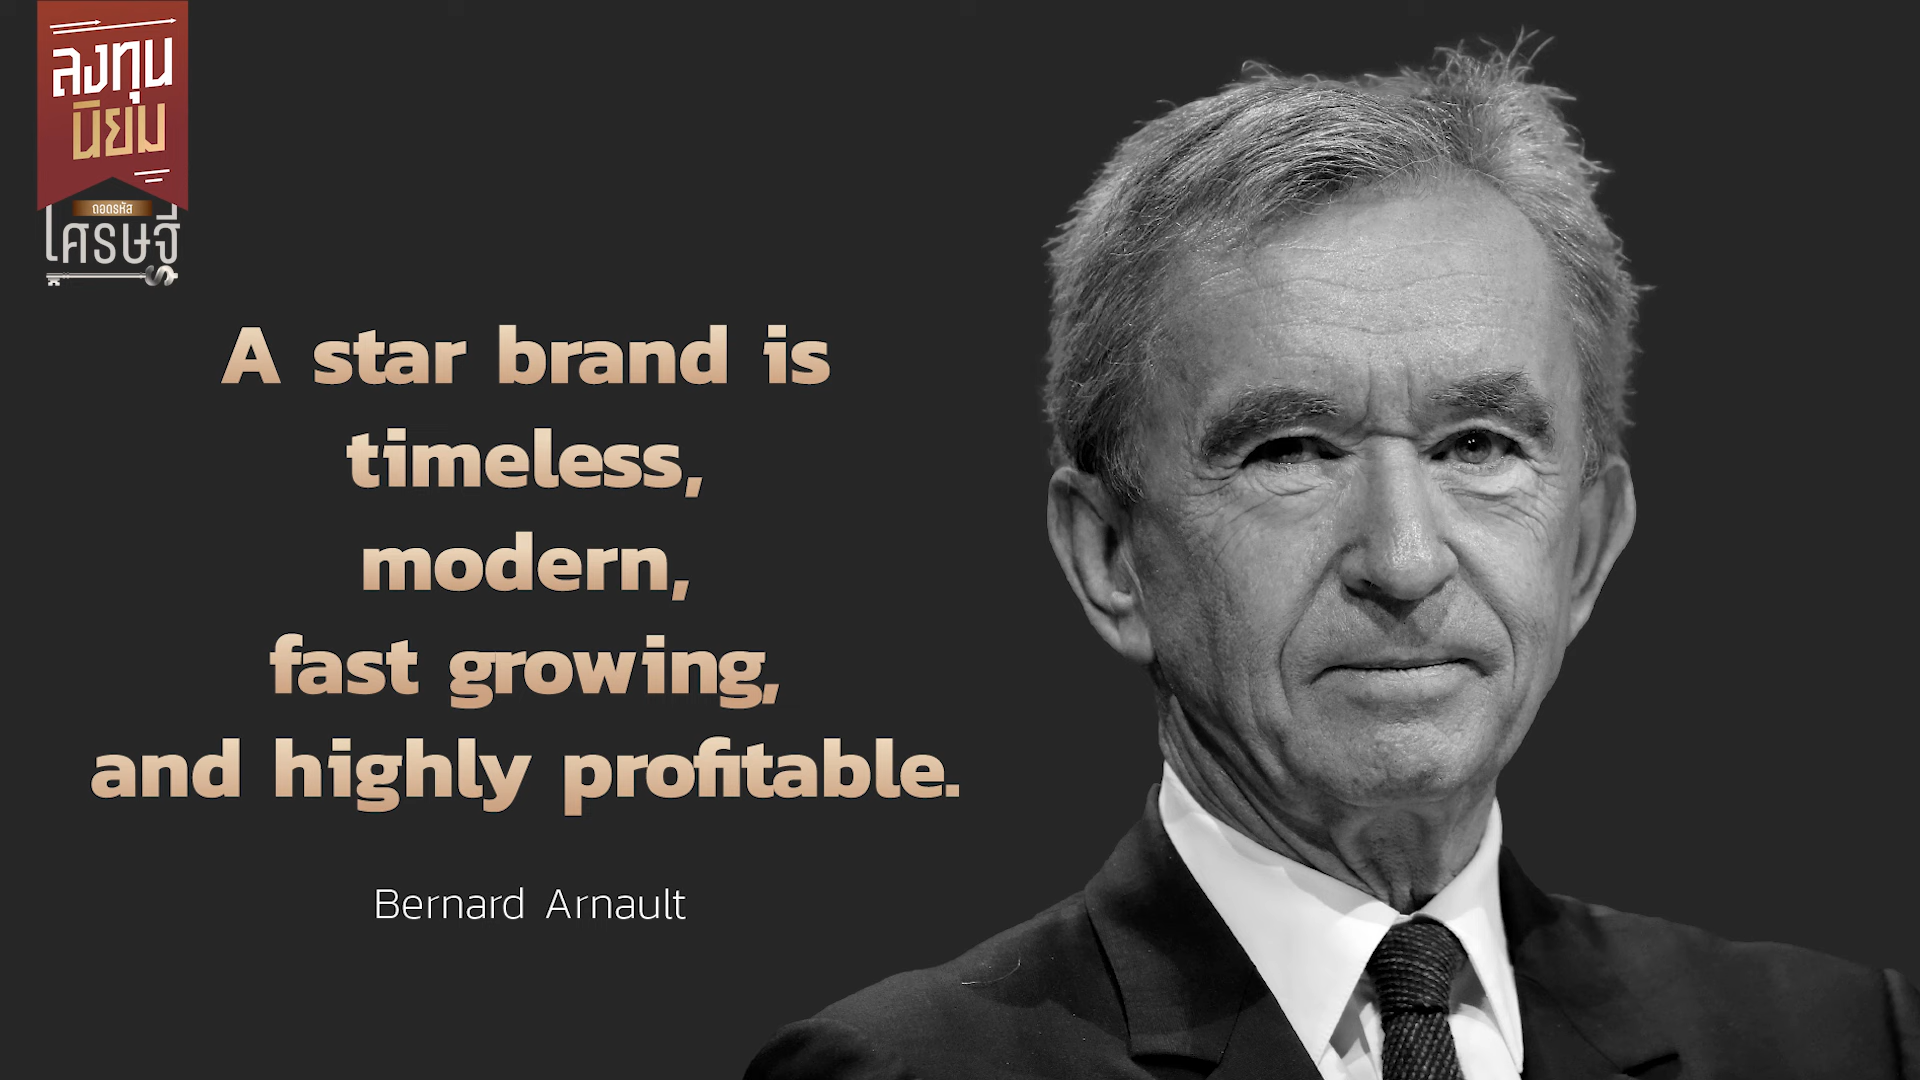 ลงทุน
นิยม
ถอดรหัส
เศรษฐี
A star brand is
timeless,
modern,
fast growing,
and highly profitable.
Bernard Arnault